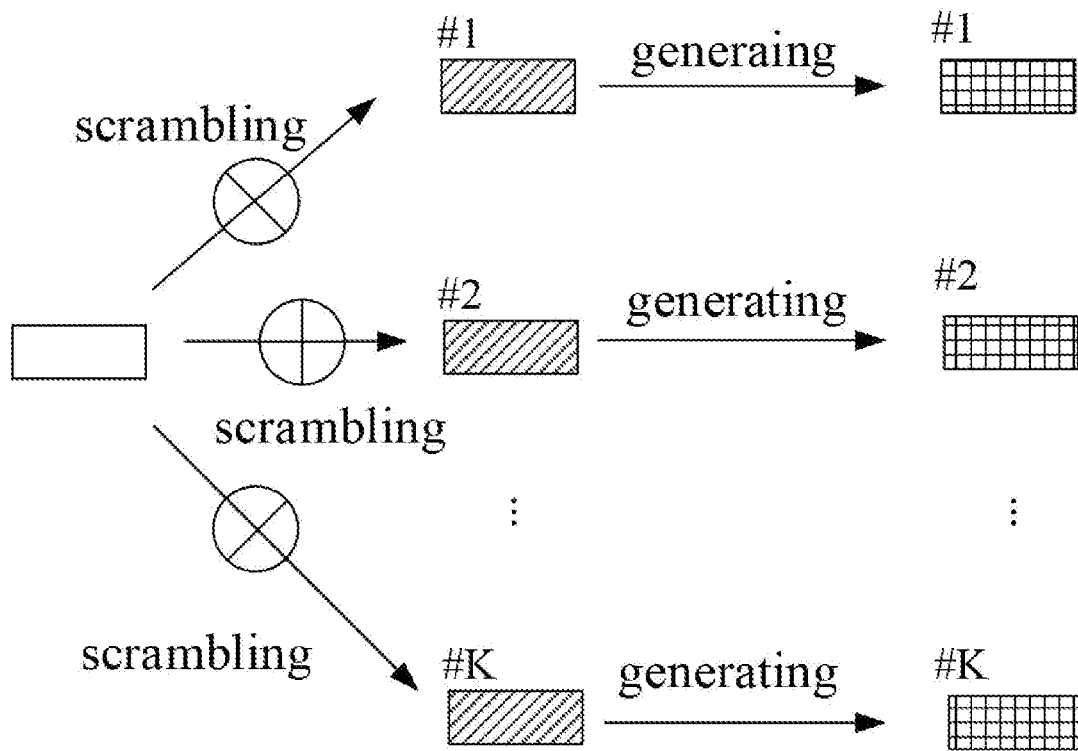 #1
generaing
#1
scrambling
#2
generating
#2
scrambling
⋮
⋮
scrambling
#K
generating
#K